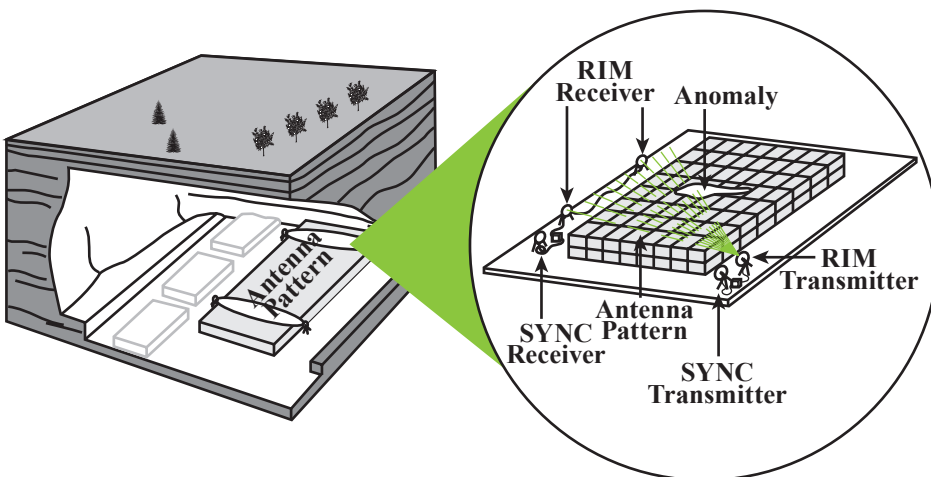 Antenna
Pattern
RIM
Receiver
Anomaly
RIM
Transmitter
Antenna
Pattern
SYNC
Receiver
SYNC
Transmitter